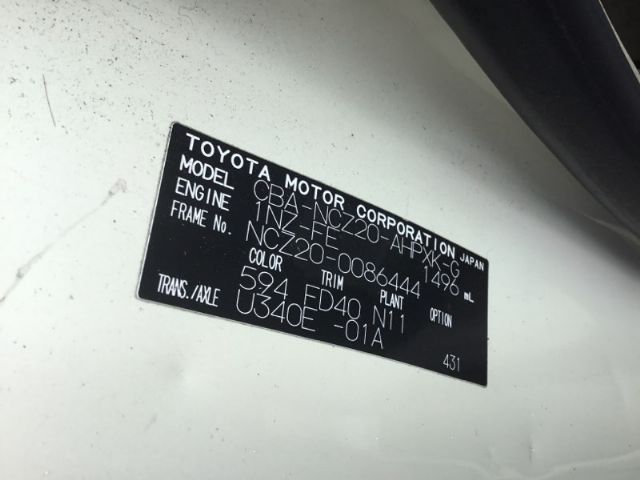 TOYOTA MOTOR CORPORATION JAPAN
MODEL CBA-NCZ20-AHPXK-G
ENGINE 1NZ-FE 1496 mL
FRAME No. NCZ20-0086444
COLOR TRIM PLANT OPTION
594 FD40 N11
TRANS./AXLE U340E -01A
431